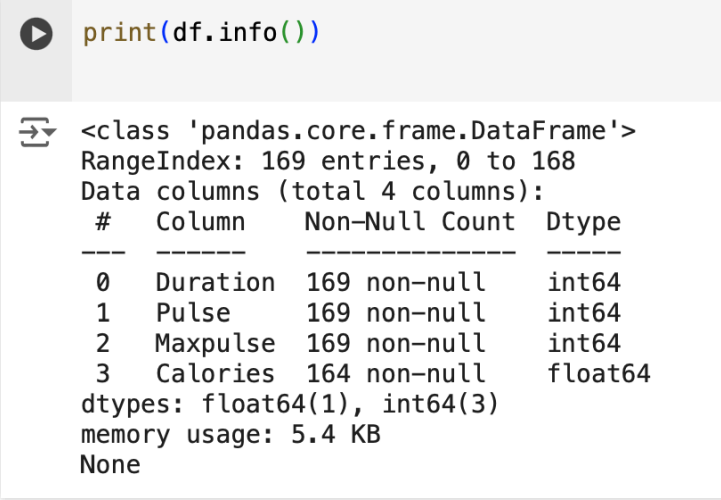 print(df.info())
<class 'pandas.core.frame.DataFrame'>
RangeIndex: 169 entries, 0 to 168
Data columns (total 4 columns):
 #   Column    Non-Null Count  Dtype
---  ------    --------------  -----
 0   Duration  169 non-null    int64
 1   Pulse     169 non-null    int64
 2   Maxpulse  169 non-null    int64
 3   Calories  164 non-null    float64
dtypes: float64(1), int64(3)
memory usage: 5.4 KB
None